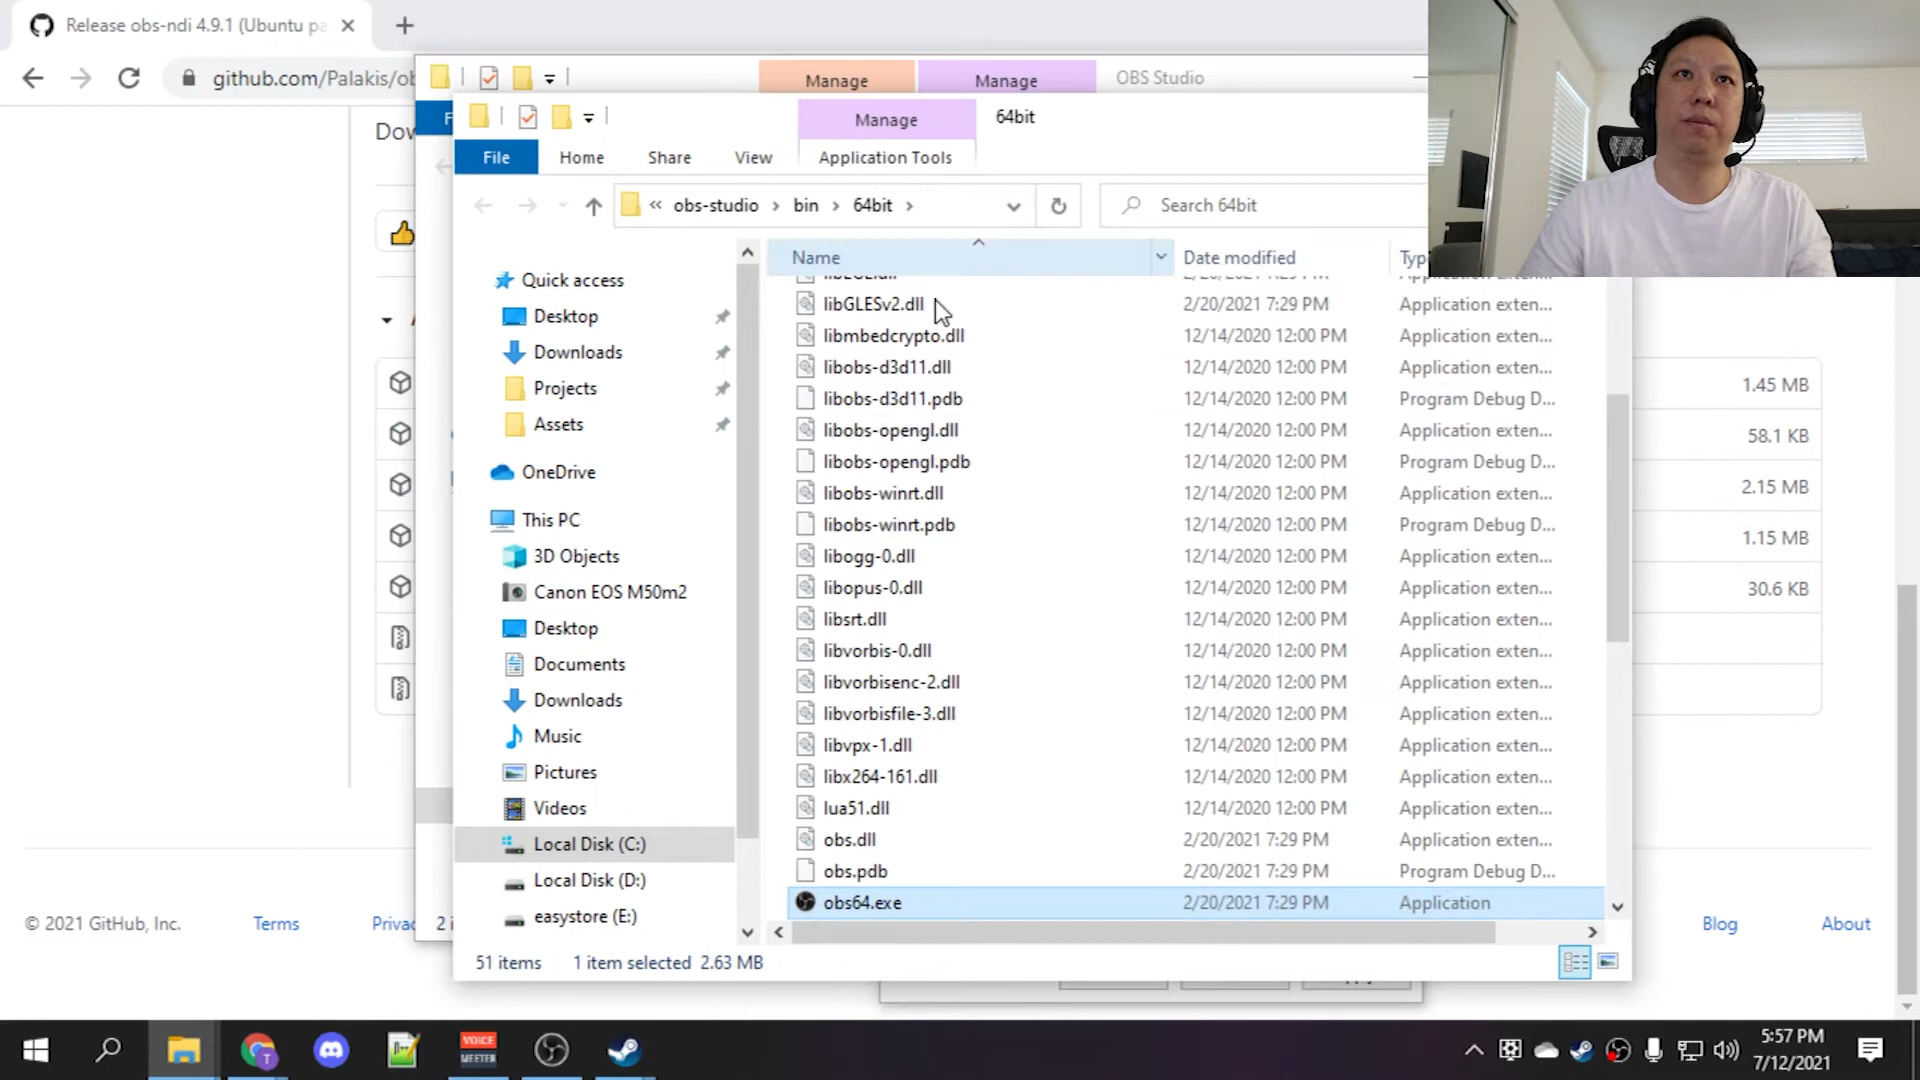 Release obs-ndi 4.9.1 (Ubuntu pa
github.com/Palakis/ob
Manage
Manage
OBS Studio
Manage
64bit
File
Home
Share
View
Application Tools
« obs-studio › bin › 64bit ›
Search 64bit
Dow
Name
Date modified
Typ
Quick access
Desktop
Downloads
Projects
Assets
OneDrive
This PC
3D Objects
Canon EOS M50m2
Desktop
Documents
Downloads
Music
Pictures
Videos
Local Disk (C:)
Local Disk (D:)
easystore (E:)
libGLESv2.dll 2/20/2021 7:29 PM Application exten...
libmbedcrypto.dll 12/14/2020 12:00 PM Application exten...
libobs-d3d11.dll 12/14/2020 12:00 PM Application exten...
libobs-d3d11.pdb 12/14/2020 12:00 PM Program Debug D...
libobs-opengl.dll 12/14/2020 12:00 PM Application exten...
libobs-opengl.pdb 12/14/2020 12:00 PM Program Debug D...
libobs-winrt.dll 12/14/2020 12:00 PM Application exten...
libobs-winrt.pdb 12/14/2020 12:00 PM Program Debug D...
libogg-0.dll 12/14/2020 12:00 PM Application exten...
libopus-0.dll 12/14/2020 12:00 PM Application exten...
libsrt.dll 12/14/2020 12:00 PM Application exten...
libvorbis-0.dll 12/14/2020 12:00 PM Application exten...
libvorbisenc-2.dll 12/14/2020 12:00 PM Application exten...
libvorbisfile-3.dll 12/14/2020 12:00 PM Application exten...
libvpx-1.dll 12/14/2020 12:00 PM Application exten...
libx264-161.dll 12/14/2020 12:00 PM Application exten...
lua51.dll 12/14/2020 12:00 PM Application exten...
obs.dll 2/20/2021 7:29 PM Application exten...
obs.pdb 2/20/2021 7:29 PM Program Debug D...
obs64.exe 2/20/2021 7:29 PM Application
51 items 1 item selected 2.63 MB
1.45 MB
58.1 KB
2.15 MB
1.15 MB
30.6 KB
© 2021 GitHub, Inc.
Terms
Privac
Blog
About
VOICE
MEETER
5:57 PM
7/12/2021